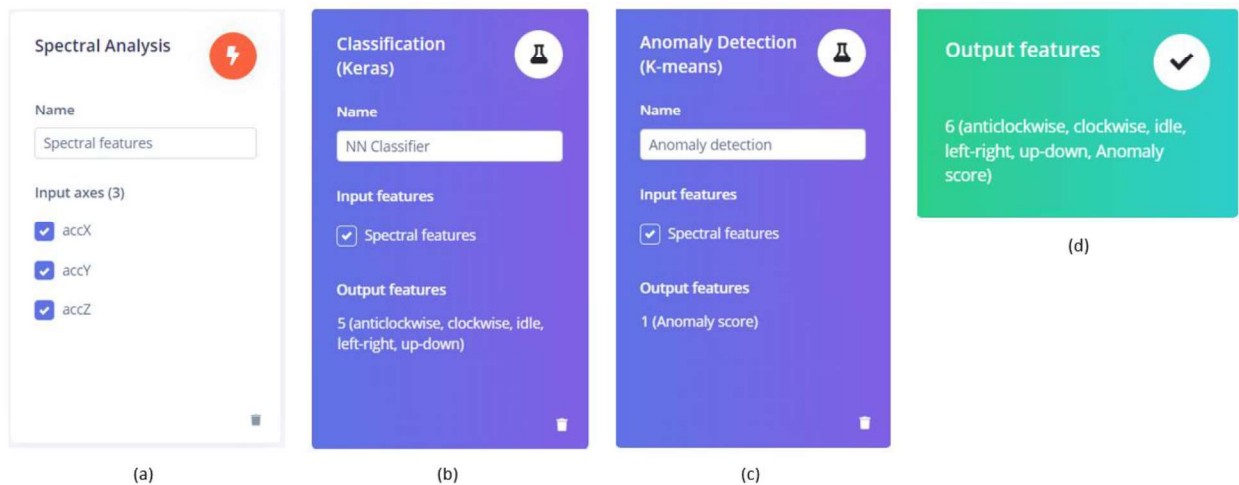 Spectral Analysis
Name
Spectral features
Input axes (3)
accX
accY
accZ
(a)
Classification
(Keras)
Name
NN Classifier
Input features
Spectral features
Output features
5 (anticlockwise, clockwise, idle,
left-right, up-down)
(b)
Anomaly Detection
(K-means)
Name
Anomaly detection
Input features
Spectral features
Output features
1 (Anomaly score)
(c)
Output features
6 (anticlockwise, clockwise, idle,
left-right, up-down, Anomaly
score)
(d)